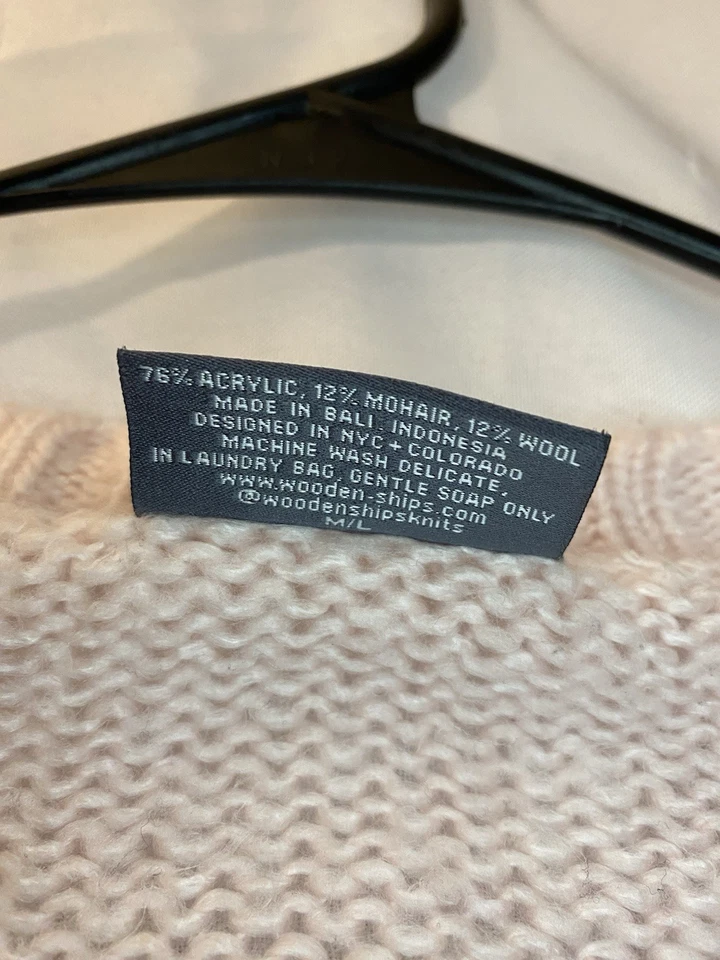 76% ACRYLIC, 12% MOHAIR, 12% WOOL
MADE IN BALI, INDONESIA
DESIGNED IN NYC + COLORADO
MACHINE WASH DELICATE,
IN LAUNDRY BAG, GENTLE SOAP ONLY
www.wooden-ships.com
@woodenshipsknits
M/L